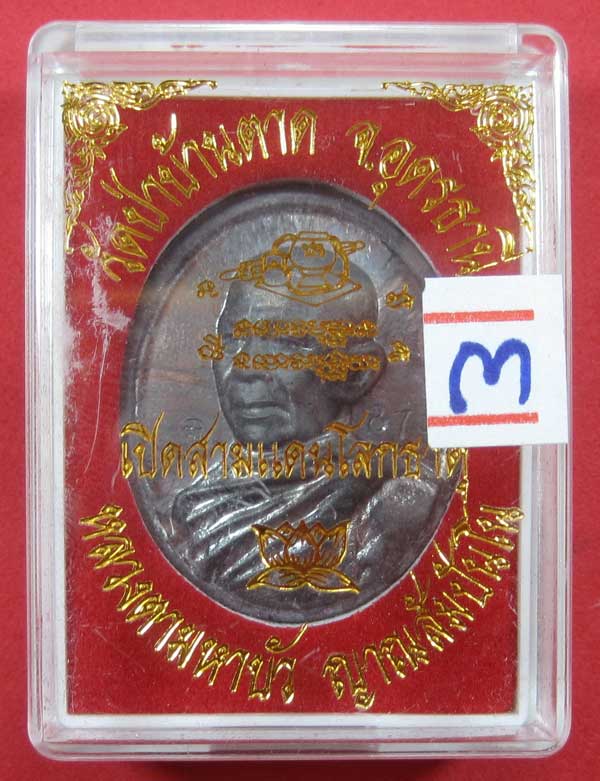 วัดป่าบ้านตาด จ.อุดรธานี
3
เปิดสามแดนโลกธาตุ
หลวงตามหาบัว ญาณสัมปันโน